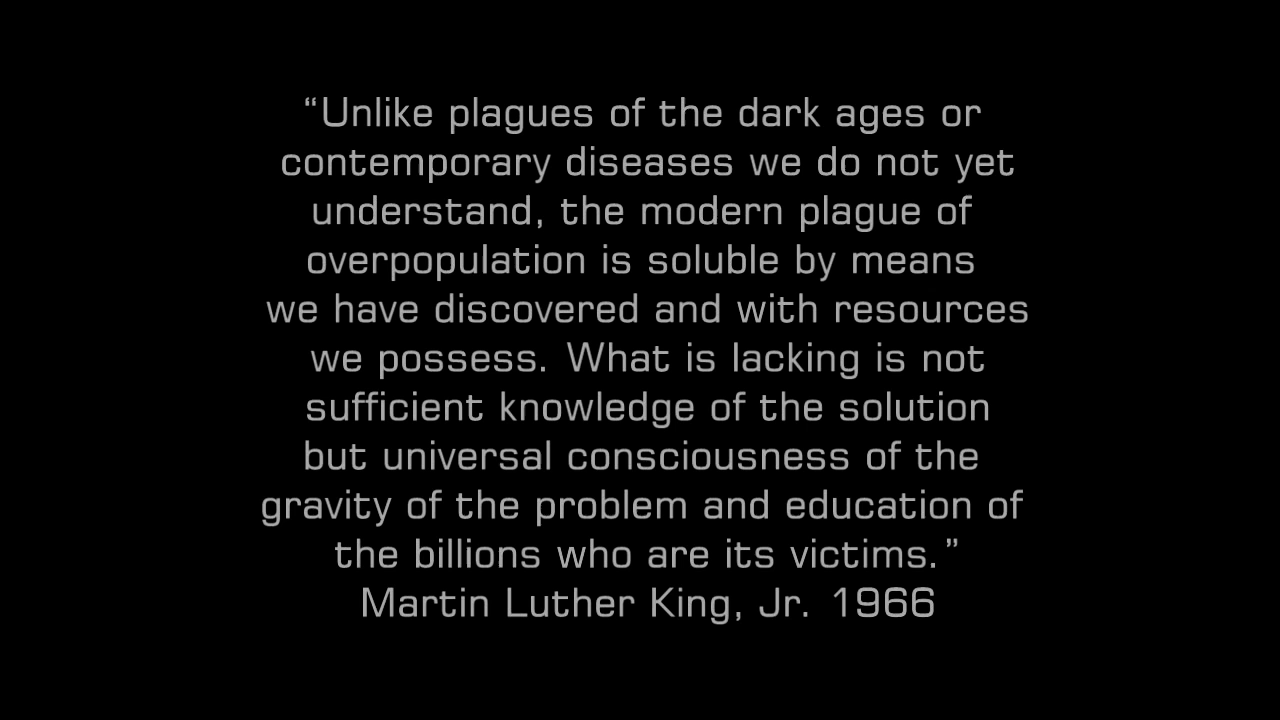 “Unlike plagues of the dark ages or
contemporary diseases we do not yet
understand, the modern plague of
overpopulation is soluble by means
we have discovered and with resources
we possess. What is lacking is not
sufficient knowledge of the solution
but universal consciousness of the
gravity of the problem and education of
the billions who are its victims.”
Martin Luther King, Jr. 1966